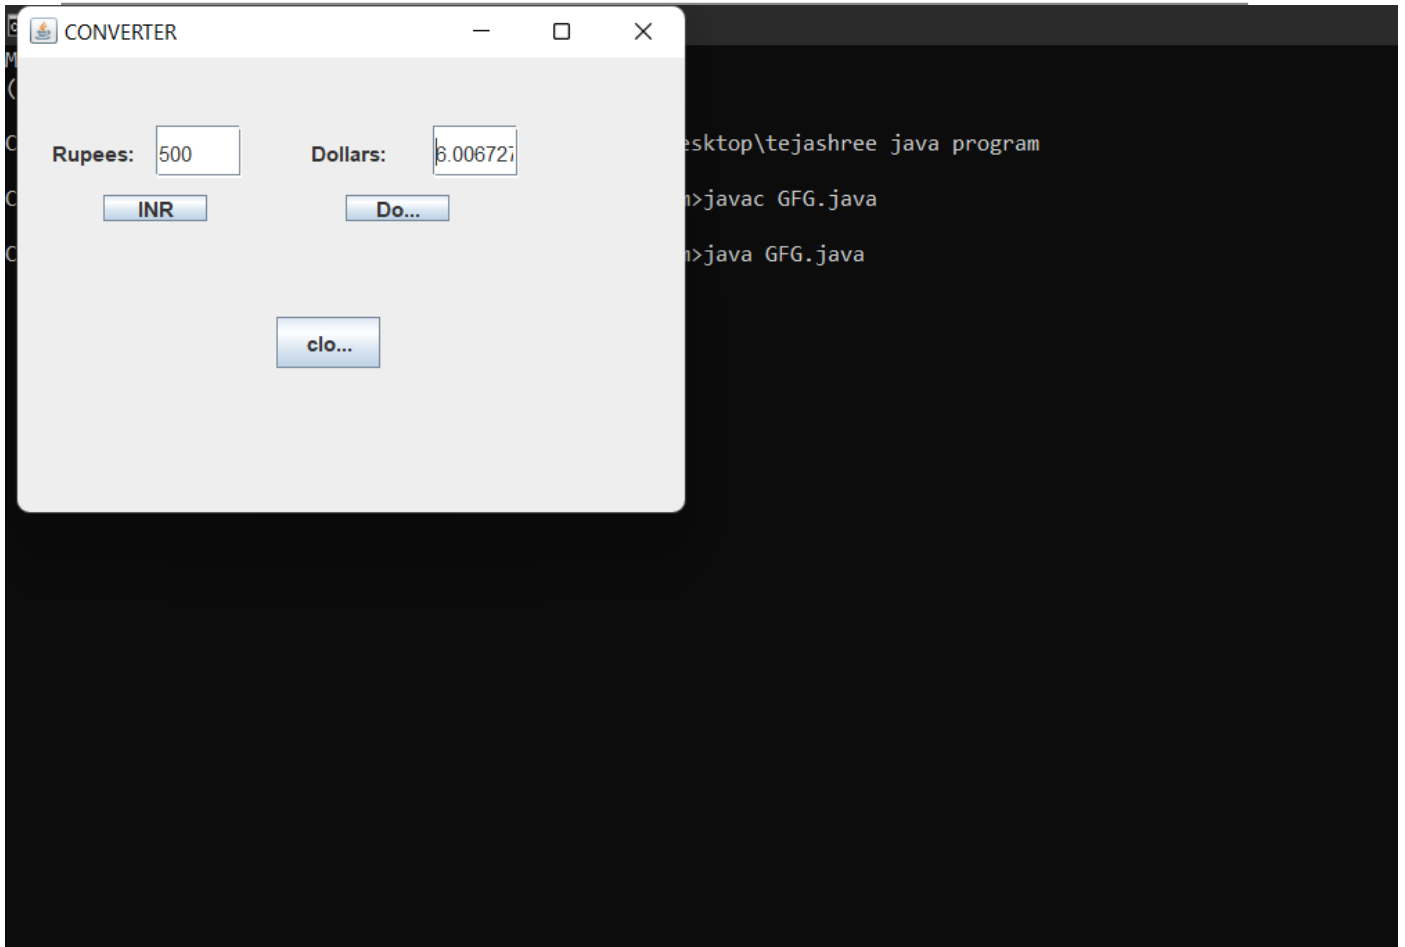 CONVERTER
Rupees: 500 Dollars: 6.006727
INR Do...
clo...
esktop\tejashree java program
>javac GFG.java
>java GFG.java